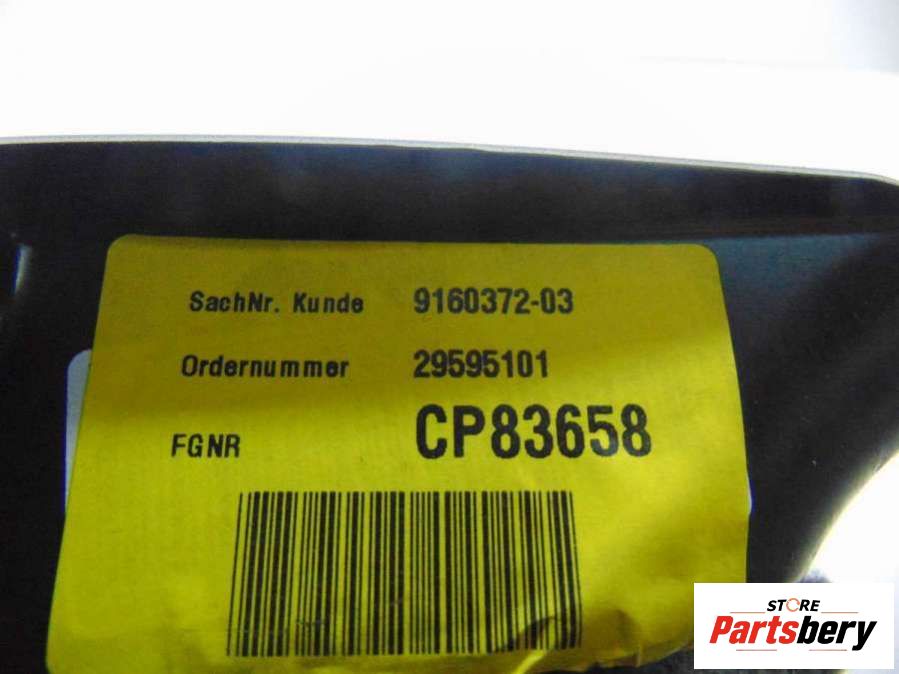 SachNr. Kunde 9160372-03
Ordernummer 29595101
FGNR CP83658
STORE
Partsbery